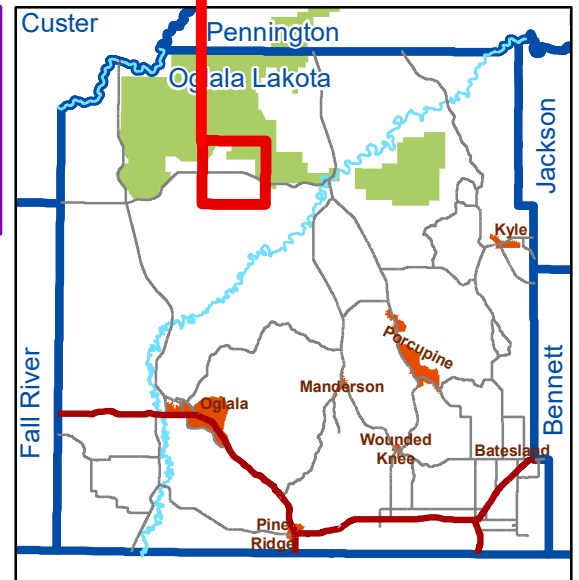 Custer
Pennington
Oglala Lakota
Jackson
Kyle
Porcupine
Fall River
Bennett
Oglala
Manderson
Wounded
Knee
Batesland
Pine
Ridge